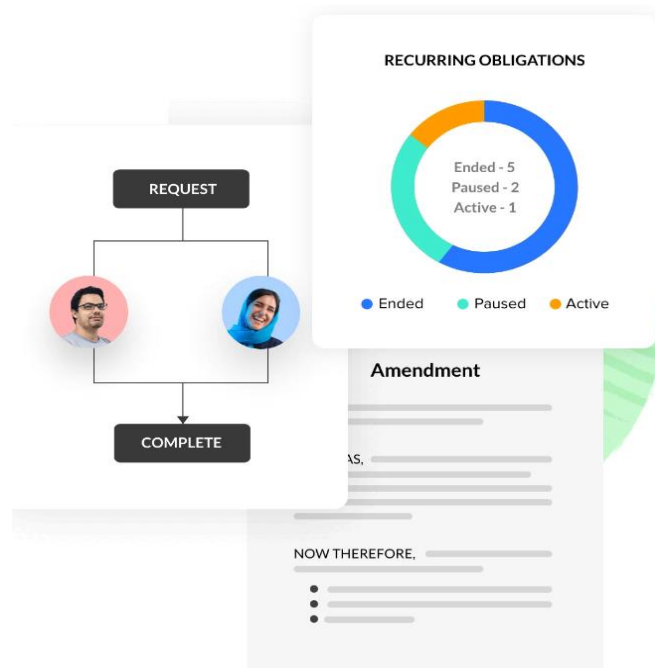 RECURRING OBLIGATIONS
Ended - 5
Paused - 2
Active - 1
Ended Paused Active
REQUEST
COMPLETE
Amendment
AS,
NOW THEREFORE,